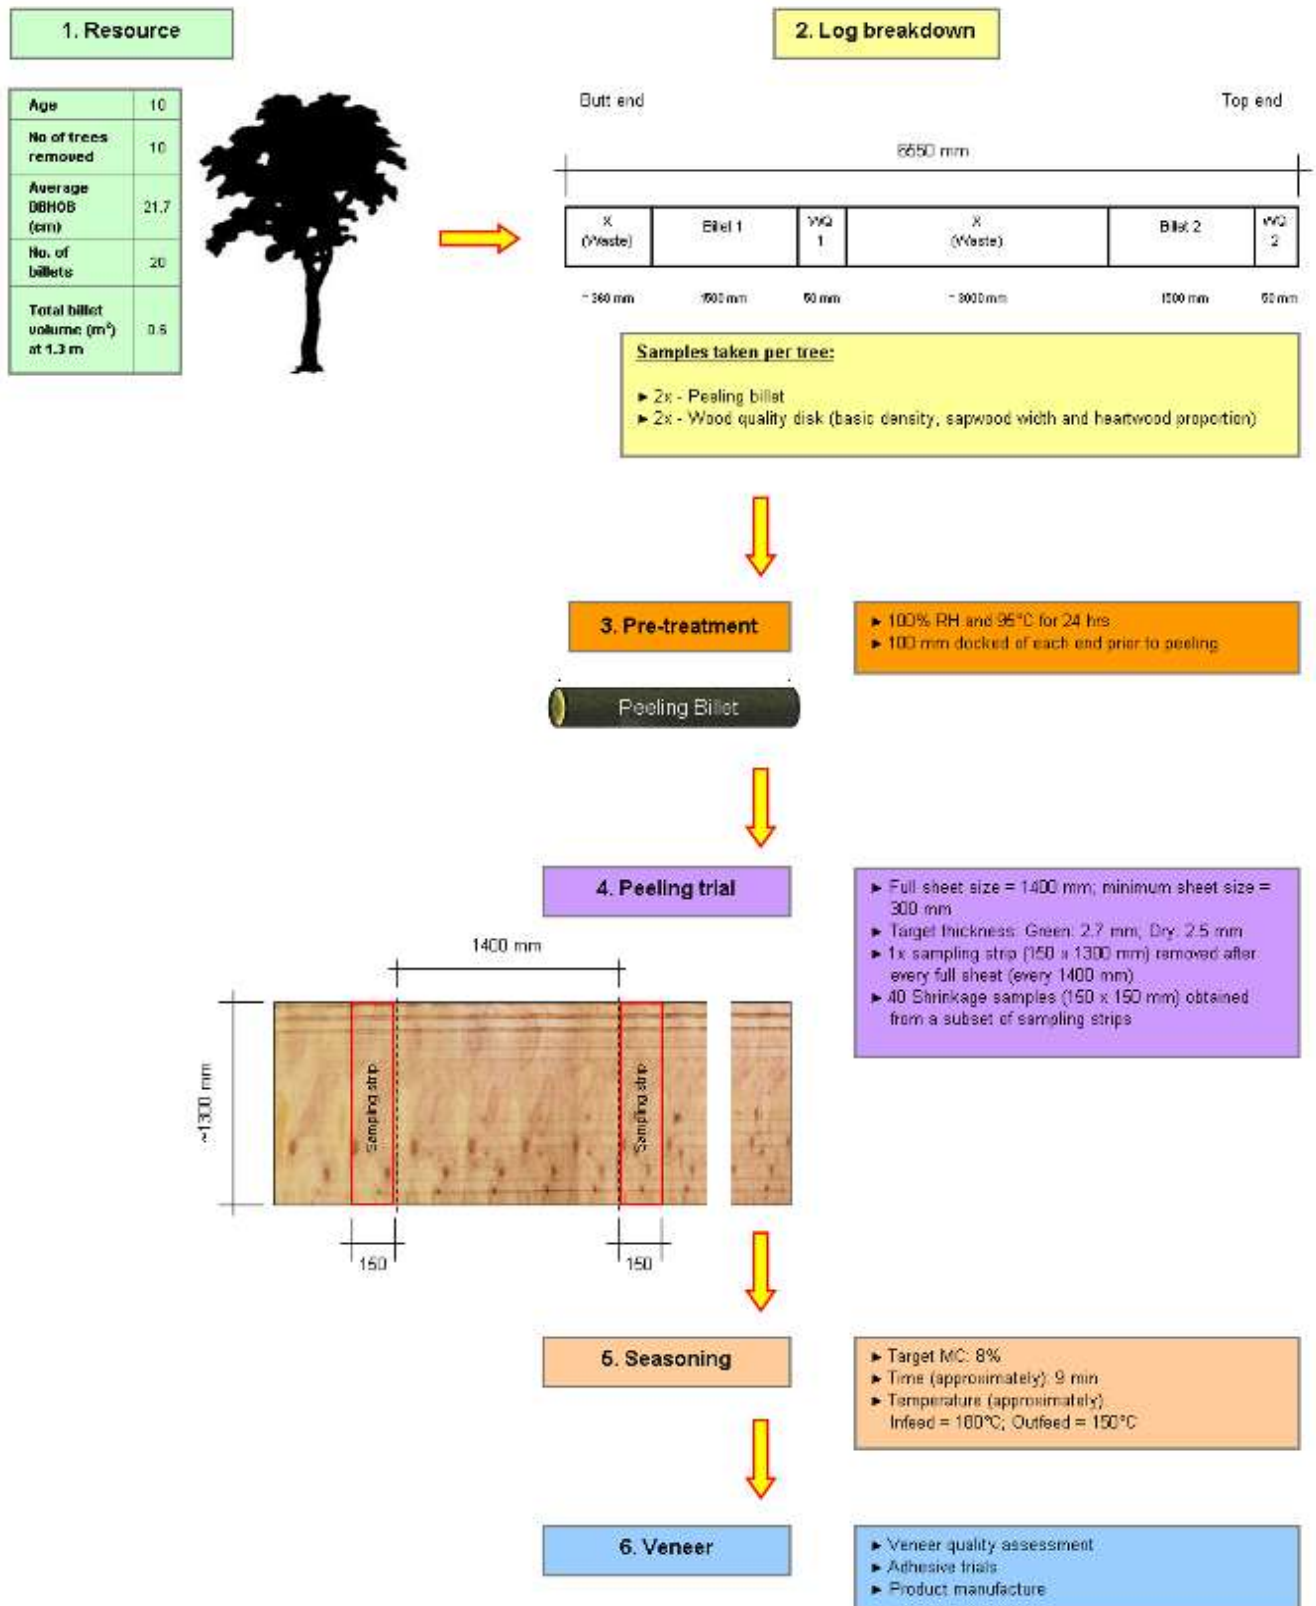 1. Resource
2. Log breakdown
Age 10
No of trees
removed 10
Average
DBHOB
(cm) 21.7
No. of
billets 20
Total billet
volume (m³)
at 1.3 m 0.6
Butt end
Top end
6550 mm
X
(Waste)
Billet 1
WQ
1
X
(Waste)
Billet 2
WQ
2
1500 mm
50 mm
~ 3000 mm
1500 mm
50 mm
Samples taken per tree:
► 2x - Peeling billet
► 2x - Wood quality disk (basic density, sapwood width and heartwood proportion)
3. Pre-treatment
► 100% RH and 95°C for 24 hrs
► 100 mm docked of each end prior to peeling
Peeling Billet
4. Peeling trial
► Full sheet size = 1400 mm; minimum sheet size =
300 mm
► Target thickness: Green: 2.7 mm; Dry: 2.5 mm
► 1x sampling strip (150 x 1300 mm) removed after
every full sheet (every 1400 mm)
► 40 Shrinkage samples (150 x 150 mm) obtained
from a subset of sampling strips
1400 mm
~1300 mm
Sampling strip
Sampling strip
150
150
5. Seasoning
► Target MC: 8%
► Time (approximately): 9 min
► Temperature (approximately)
Infeed = 180°C; Outfeed = 150°C
6. Veneer
► Veneer quality assessment
► Adhesive trials
► Product manufacture